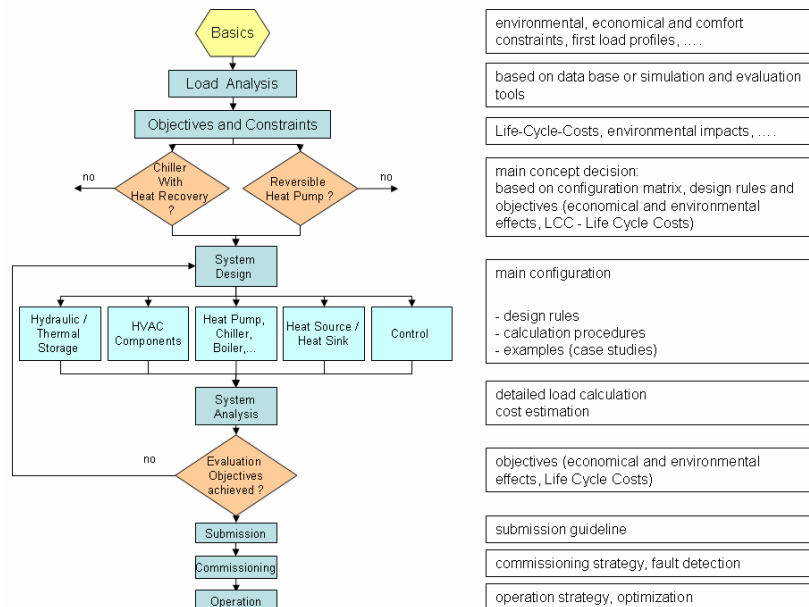 Basics
environmental, economical and comfort
constraints, first load profiles, ....
Load Analysis
based on data base or simulation and evaluation
tools
Objectives and Constraints
Life-Cycle-Costs, environmental impacts, ....
no
Chiller
With
Heat Recovery
?
Reversible
Heat Pump ?
no
main concept decision:
based on configuration matrix, design rules and
objectives (economical and environmental
effects, LCC - Life Cycle Costs)
System
Design
main configuration
- design rules
- calculation procedures
- examples (case studies)
Hydraulic /
Thermal
Storage
HVAC
Components
Heat Pump,
Chiller,
Boiler,...
Heat Source /
Heat Sink
Control
System
Analysis
detailed load calculation
cost estimation
no
Evaluation
Objectives
achieved ?
objectives (economical and environmental
effects, Life Cycle Costs)
Submission
submission guideline
Commissioning
commissioning strategy, fault detection
Operation
operation strategy, optimization